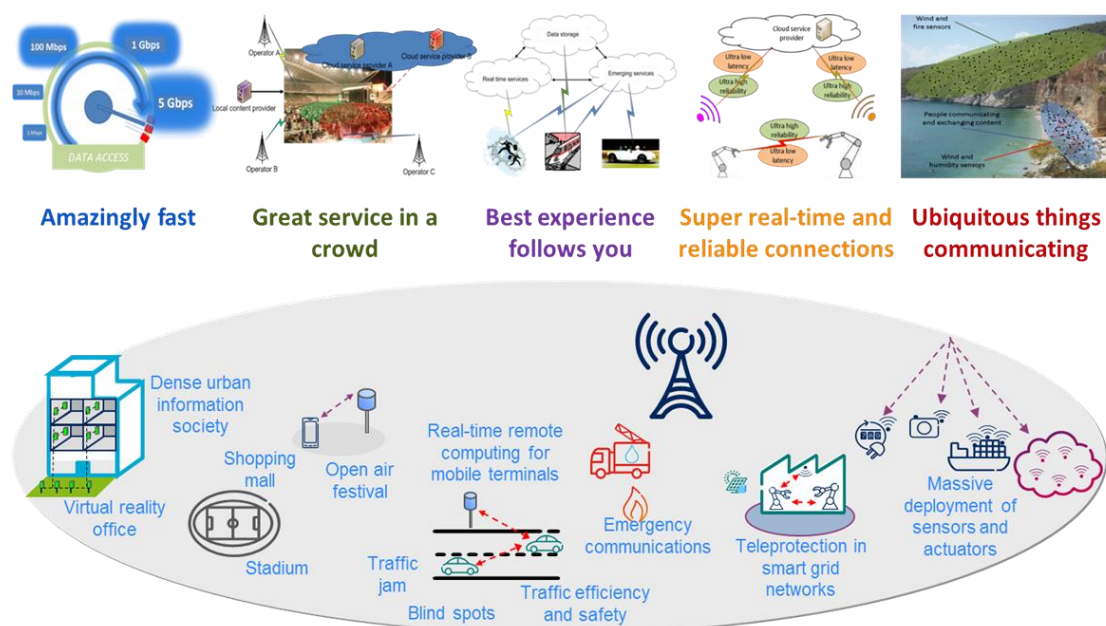 100 Mbps
1 Gbps
10 Mbps
5 Gbps
1 Mbps
DATA ACCESS
Operator A
Cloud service provider A
Cloud service provider B
Local content provider
Operator B
Operator C
Data storage
Real time services
Emerging services
Cloud service
provider
Ultra low
latency
Ultra high
reliability
Ultra low
latency
Ultra high
reliability
Ultra high
reliability
Ultra low
latency
Wind and
fire sensors
People communicating
and exchanging content
Wind and
humidity sensors
Amazingly fast
Great service in a
crowd
Best experience
follows you
Super real-time and
reliable connections
Ubiquitous things
communicating
Dense urban
information
society
Virtual reality
office
Shopping
mall
Stadium
Open air
festival
Real-time remote
computing for
mobile terminals
Traffic
jam
Blind spots
Traffic efficiency
and safety
Emergency
communications
Teleprotection in
smart grid
networks
Massive
deployment of
sensors and
actuators